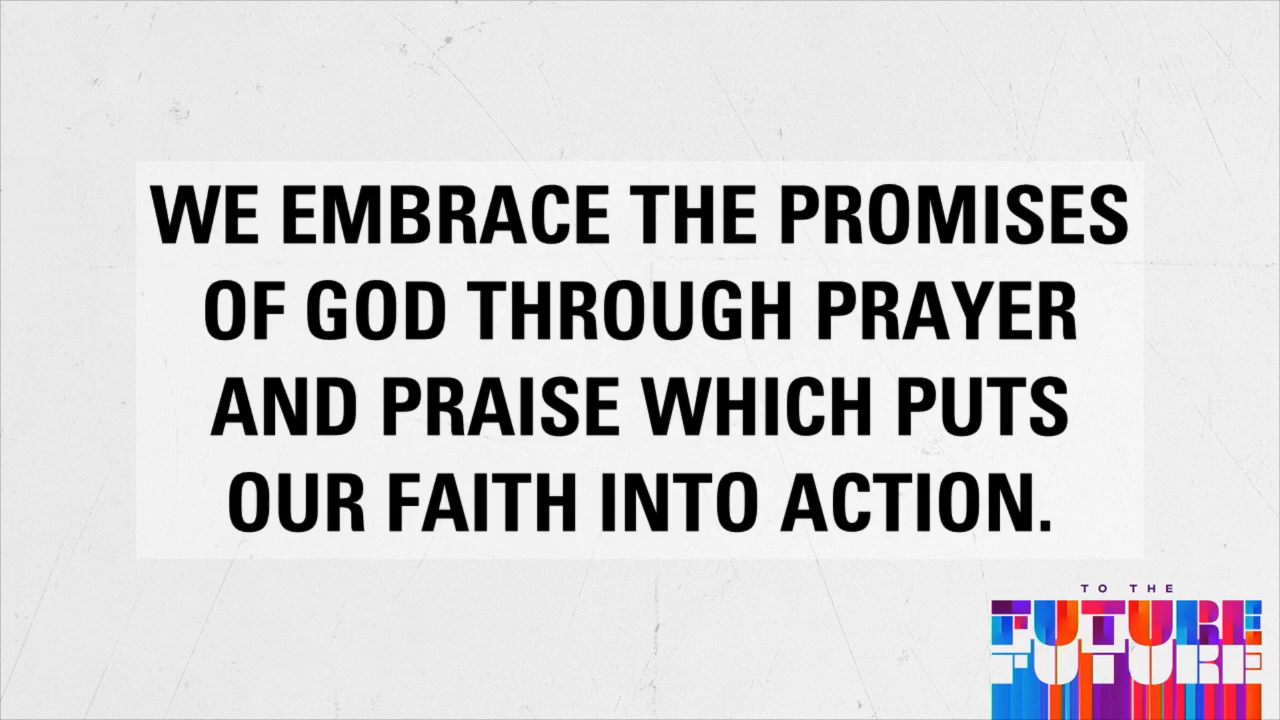 WE EMBRACE THE PROMISES
OF GOD THROUGH PRAYER
AND PRAISE WHICH PUTS
OUR FAITH INTO ACTION.
TO THE
FUTURE
FUTURE